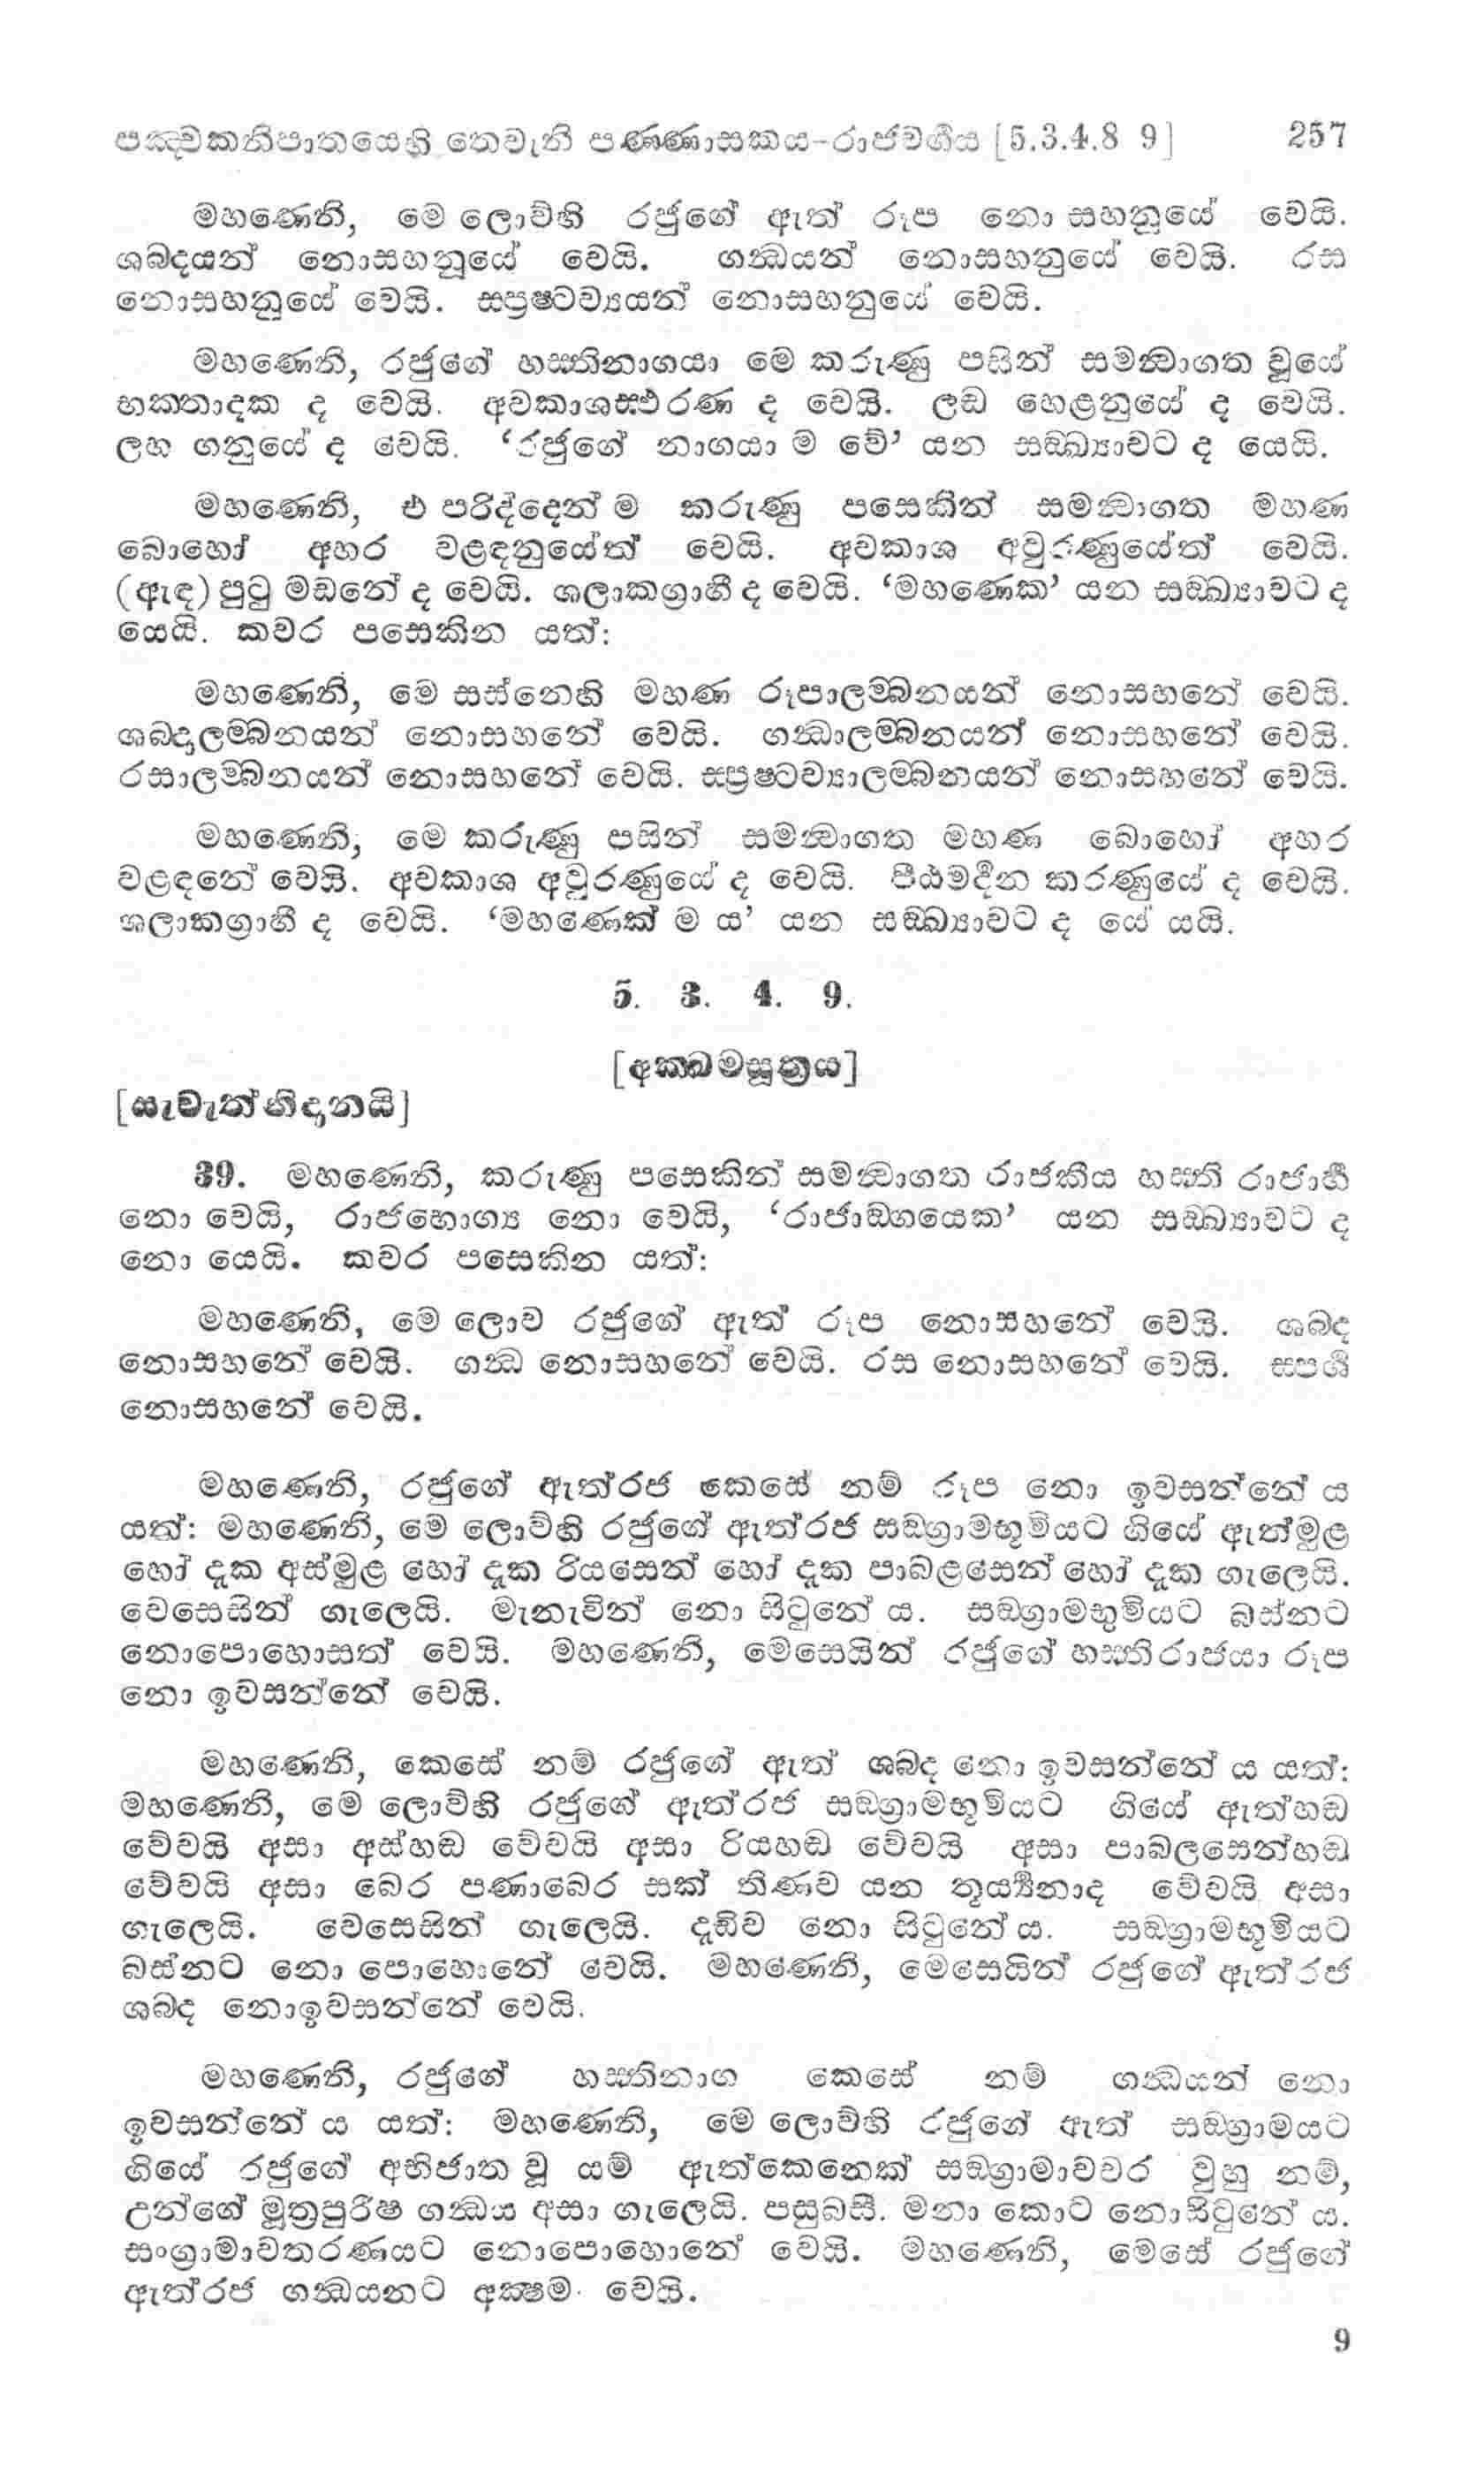 පඤ්චකනිපාතයෙහි තෙවැනි පණ්ණාසකය-රාජවර්ගය [5.3.4.8 9] 257
මහණෙනි, මෙ ලොව්හි රජුගේ ඇත් රූප නො සහනුයේ වෙයි.
ශබ්දයන් නොසහනුයේ වෙයි. ගන්ධයන් නොසහනුයේ වෙයි. රස
නොසහනුයේ වෙයි. ස්ප්‍රෂ්ටව්‍යයන් නොසහනුයේ වෙයි.
මහණෙනි, රජුගේ හස්තිනාගයා මෙ කරුණු පසින් සමන්වාගත වූයේ
භක්තාදක ද වෙයි. අවකාශස්ඵරණ ද වෙයි. ලඬ හෙළනුයේ ද වෙයි.
ලහ ගනුයේ ද වෙයි. ‘රජුගේ නාගයා ම වේ’ යන සඞ්ඛ්‍යාවට ද යෙයි.
මහණෙනි, එ පරිද්දෙන් ම කරුණු පසෙකින් සමන්වාගත මහණ
බොහෝ අහර වළඳනුයේත් වෙයි. අවකාශ අවුරණුයේත් වෙයි.
(ඇඳ) පුටු මඩනේ ද වෙයි. ශලාකග්‍රාහී ද වෙයි. ‘මහණෙක’ යන සඞ්ඛ්‍යාවට ද
යෙයි. කවර පසෙකින යත්:
මහණෙනි, මෙ සස්නෙහි මහණ රූපාලම්බනයන් නොසහනේ වෙයි.
ශබ්දාලම්බනයන් නොසහනේ වෙයි. ගන්ධාලම්බනයන් නොසහනේ වෙයි.
රසාලම්බනයන් නොසහනේ වෙයි. ස්ප්‍රෂ්ටව්‍යාලම්බනයන් නොසහනේ වෙයි.
මහණෙනි, මෙ කරුණු පසින් සමන්වාගත මහණ බොහෝ අහර
වළඳනේ වෙයි. අවකාශ අවුරණුයේ ද වෙයි. පීඨමර්දන කරණුයේ ද වෙයි.
ශලාකග්‍රාහී ද වෙයි. ‘මහණෙක් ම ය’ යන සඞ්ඛ්‍යාවට ද යේ යයි.
5. 3. 4. 9.
[අක්ඛමසූත්‍රය]
[සැවැත්නිදානයි]
39. මහණෙනි, කරුණු පසෙකින් සමන්වාගත රාජකීය හස්ති රාජාර්හ
නො වෙයි, රාජභොග්‍ය නො වෙයි, ‘රාජාඞ්ගයෙක’ යන සඞ්ඛ්‍යාවට ද
නො යෙයි. කවර පසෙකින යත්:
මහණෙනි, මෙ ලොව රජුගේ ඇත් රූප නොසහනේ වෙයි. ශබ්ද
නොසහනේ වෙයි. ගන්ධ නොසහනේ වෙයි. රස නොසහනේ වෙයි. ස්පර්ශ
නොසහනේ වෙයි.
මහණෙනි, රජුගේ ඇත්රජ කෙසේ නම් රූප නො ඉවසන්නේ ය
යත්: මහණෙනි, මෙ ලොව්හි රජුගේ ඇත්රජ සඞ්ග්‍රාමභූමියට ගියේ ඇත්මුළ
හෝ දැක අස්මුළ හෝ දැක රියසෙන් හෝ දැක පාබළසෙන් හෝ දැක ගැලෙයි.
වෙසෙසින් ගැලෙයි. මැනැවින් නො සිටුනේ ය. සඞ්ග්‍රාමභූමියට බස්නට
නොපොහොසත් වෙයි. මහණෙනි, මෙසෙයින් රජුගේ හස්තිරාජයා රූප
නො ඉවසන්නේ වෙයි.
මහණෙනි, කෙසේ නම් රජුගේ ඇත් ශබ්ද නො ඉවසන්නේ ය යත්:
මහණෙනි, මෙ ලොව්හි රජුගේ ඇත්රජ සඞ්ග්‍රාමභූමියට ගියේ ඇත්හඬ
වේවයි අසා අස්හඬ වේවයි අසා රියහඬ වේවයි අසා පාබලසෙන්හඬ
වේවයි අසා බෙර පණාබෙර සක් තිණව යන තූර්‍ය්‍යනාද වේවයි අසා
ගැලෙයි. වෙසෙසින් ගැලෙයි. දැඩිව නො සිටුනේ ය. සඞ්ග්‍රාමභූමියට
බස්නට නො පොහොනේ වෙයි. මහණෙනි, මෙසෙයින් රජුගේ ඇත්රජ
ශබ්ද නොඉවසන්නේ වෙයි.
මහණෙනි, රජුගේ හස්තිනාග කෙසේ නම් ගන්ධයන් නො
ඉවසන්නේ ය යත්: මහණෙනි, මෙ ලොව්හි රජුගේ ඇත් සඞ්ග්‍රාමයට
ගියේ රජුගේ අභිජාත වූ යම් ඇත්කෙනෙක් සඞ්ග්‍රාමාවචර වූහු නම්,
උන්ගේ මූත්‍රපුරීෂ ගන්ධය අසා ගැලෙයි. පසුබසී. මනා කොට නොසිටුනේ ය.
සංග්‍රාමාවතරණයට නොපොහොනේ වෙයි. මහණෙනි, මෙසේ රජුගේ
ඇත්රජ ගන්ධයනට අක්‍ෂම වෙයි.
9